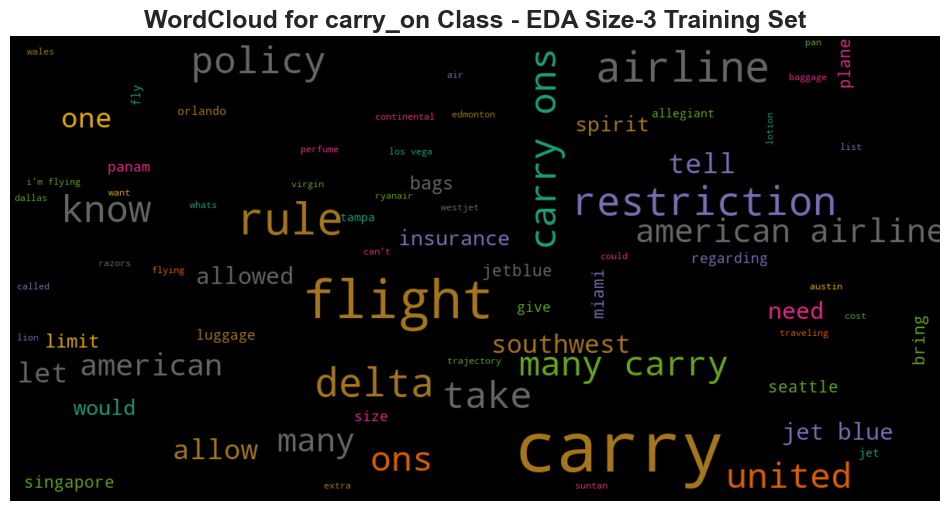 WordCloud for carry_on Class - EDA Size-3 Training Set
wales
policy
air
carry ons
airline
pan
baggage
plane
fly
one
orlando
continental
edmonton
spirit
allegiant
lotion
list
perfume
los vega
panam
tell
i'm flying
dallas
want
know
whats
rule
virgin
tampa
ryanair
bags
westjet
restriction
american airline
insurance
can't
razors
flying
allowed
jetblue
could
regarding
called
flight
give
miami
austin
need
cost
traveling
bring
lion
limit
luggage
southwest
let
american
trajectory
many carry
delta
take
seattle
would
size
allow
many
ons
carry
jet blue
jet
singapore
extra
suntan
united